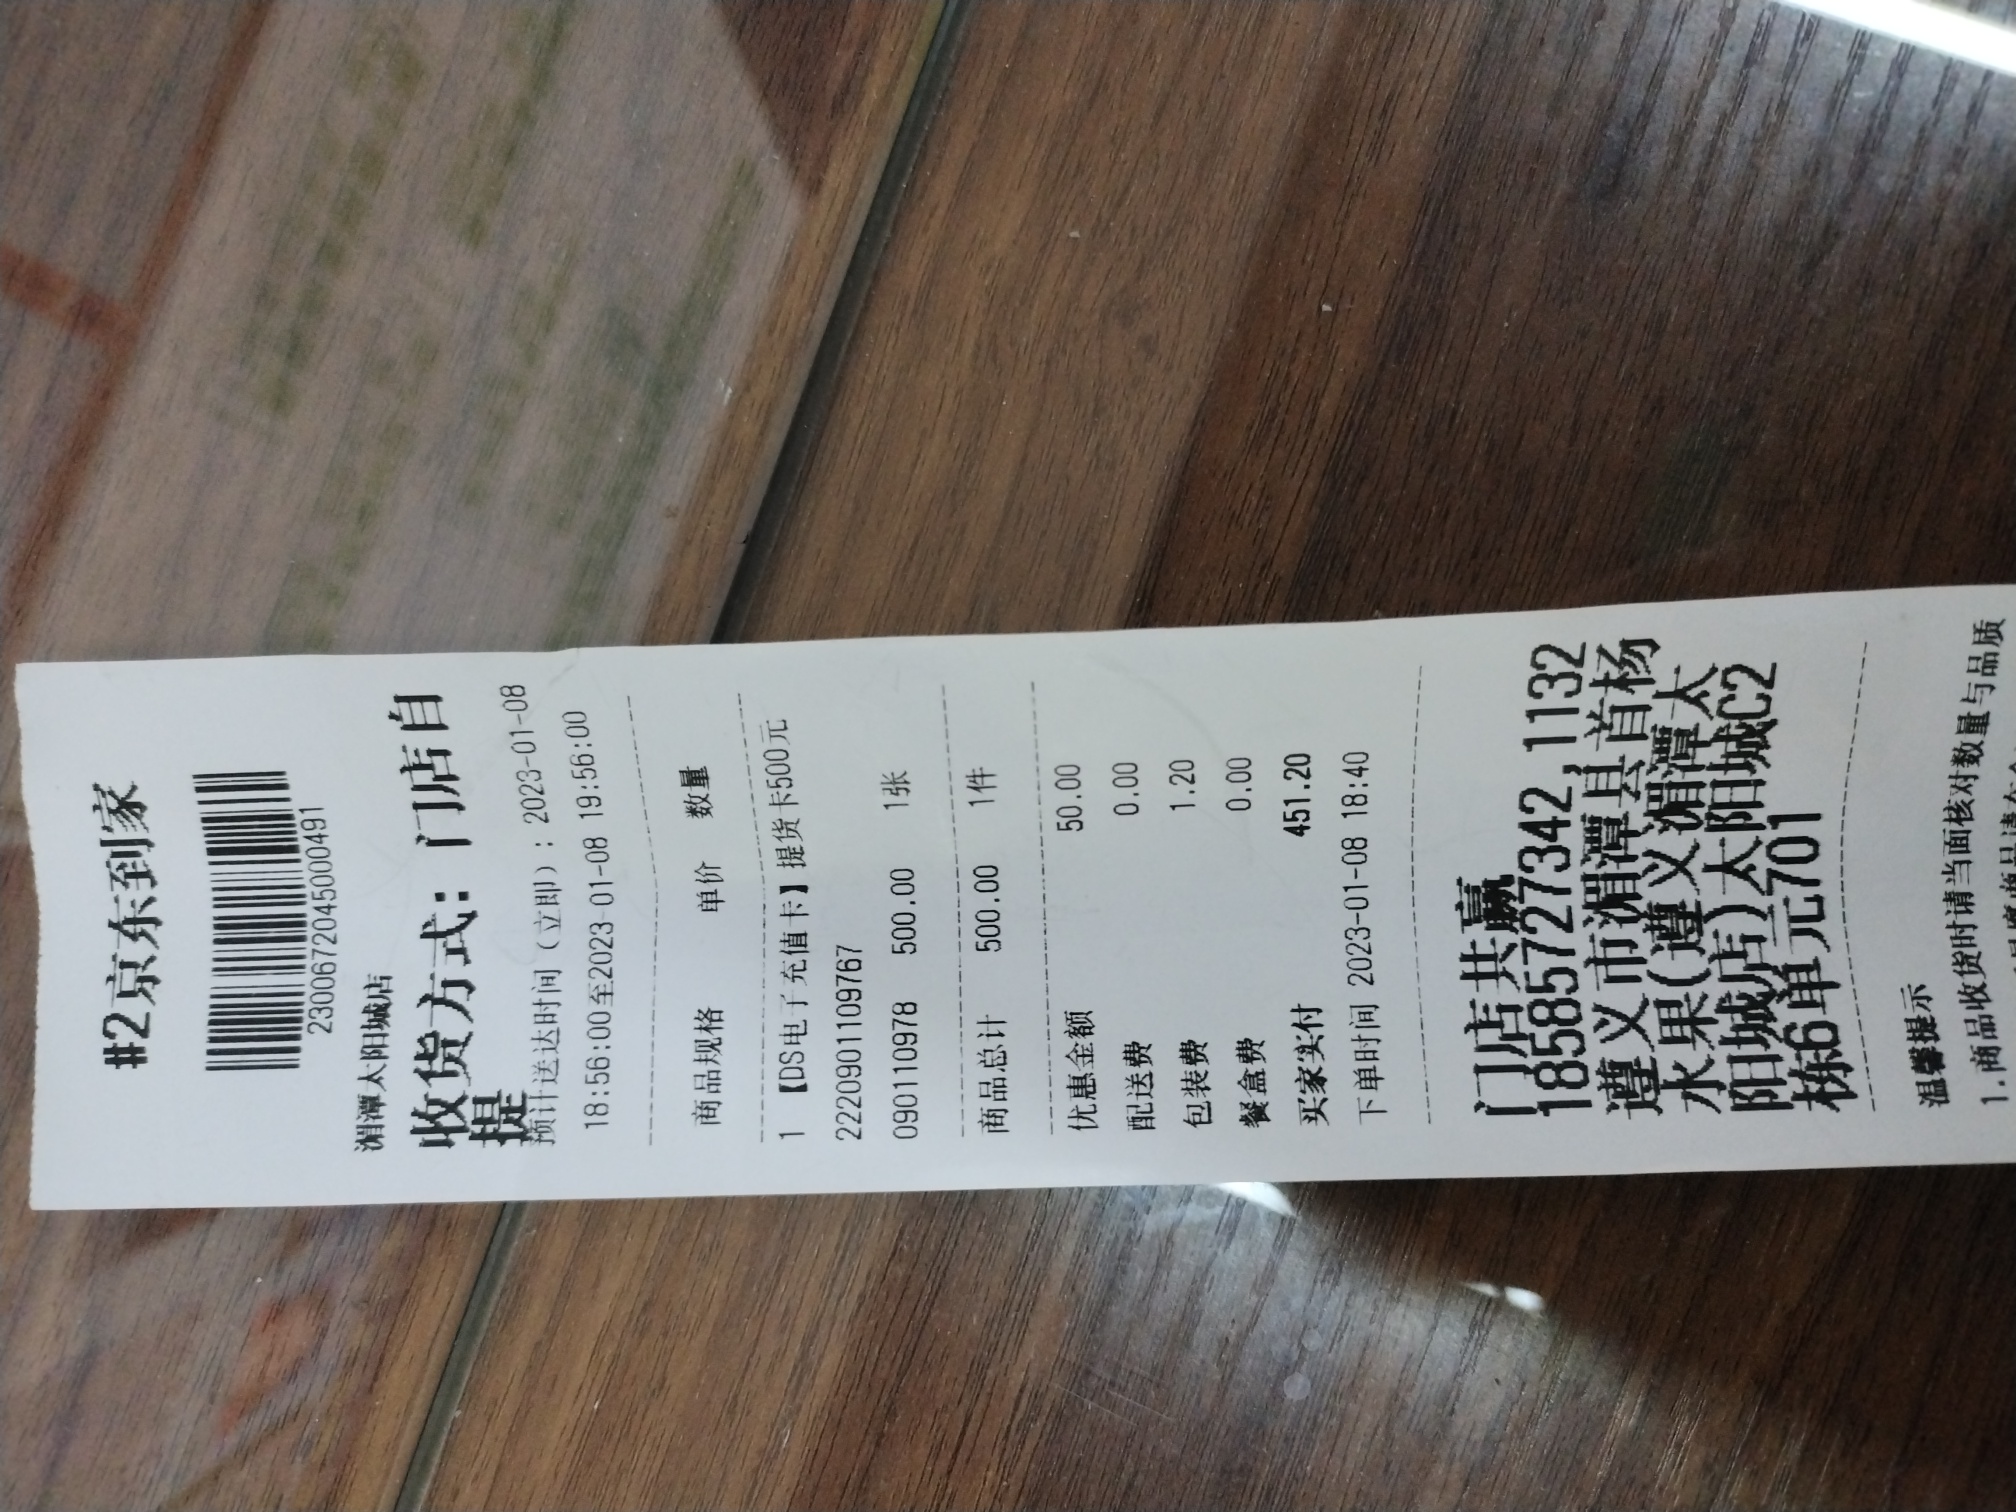 #2京东到家
2300672045000491
湄潭太阳城店
收货方式：门店自
提
预计送达时间（立即）：2023-01-08
18:56:00至2023-01-08 19:56:00
商品规格 单价 数量
1 【DS电子充值卡】提货卡500元
2220901109767
0901110978 500.00 1张
商品总计 500.00 1件
优惠金额 50.00
配送费 0.00
包装费 1.20
餐盒费 0.00
买家实付 451.20
下单时间 2023-01-08 18:40
门店共赢
18585727342,1132
遵义市湄潭县首杨
水果(遵义湄潭太
阳城店)太阳城C2
栋6单元701
温馨提示
1.商品收货时请当面核对数量与品质